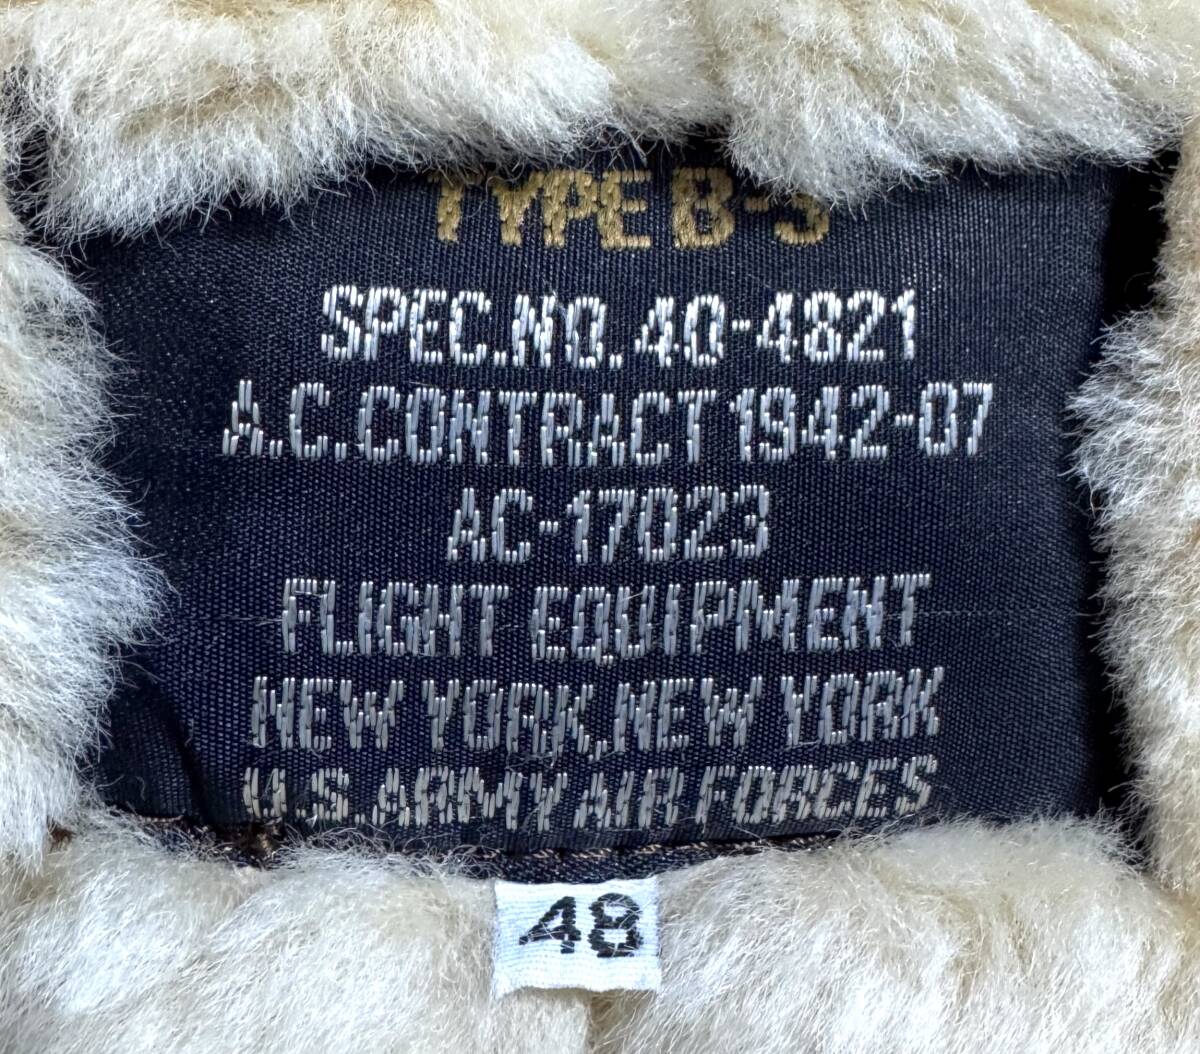 TYPE B-3
SPEC.NO.40-4821
A.C.CONTRACT 1942-07
AC-17023
FLIGHT EQUIPMENT
NEW YORK,NEW YORK
U.S.ARMY AIR FORCES
48